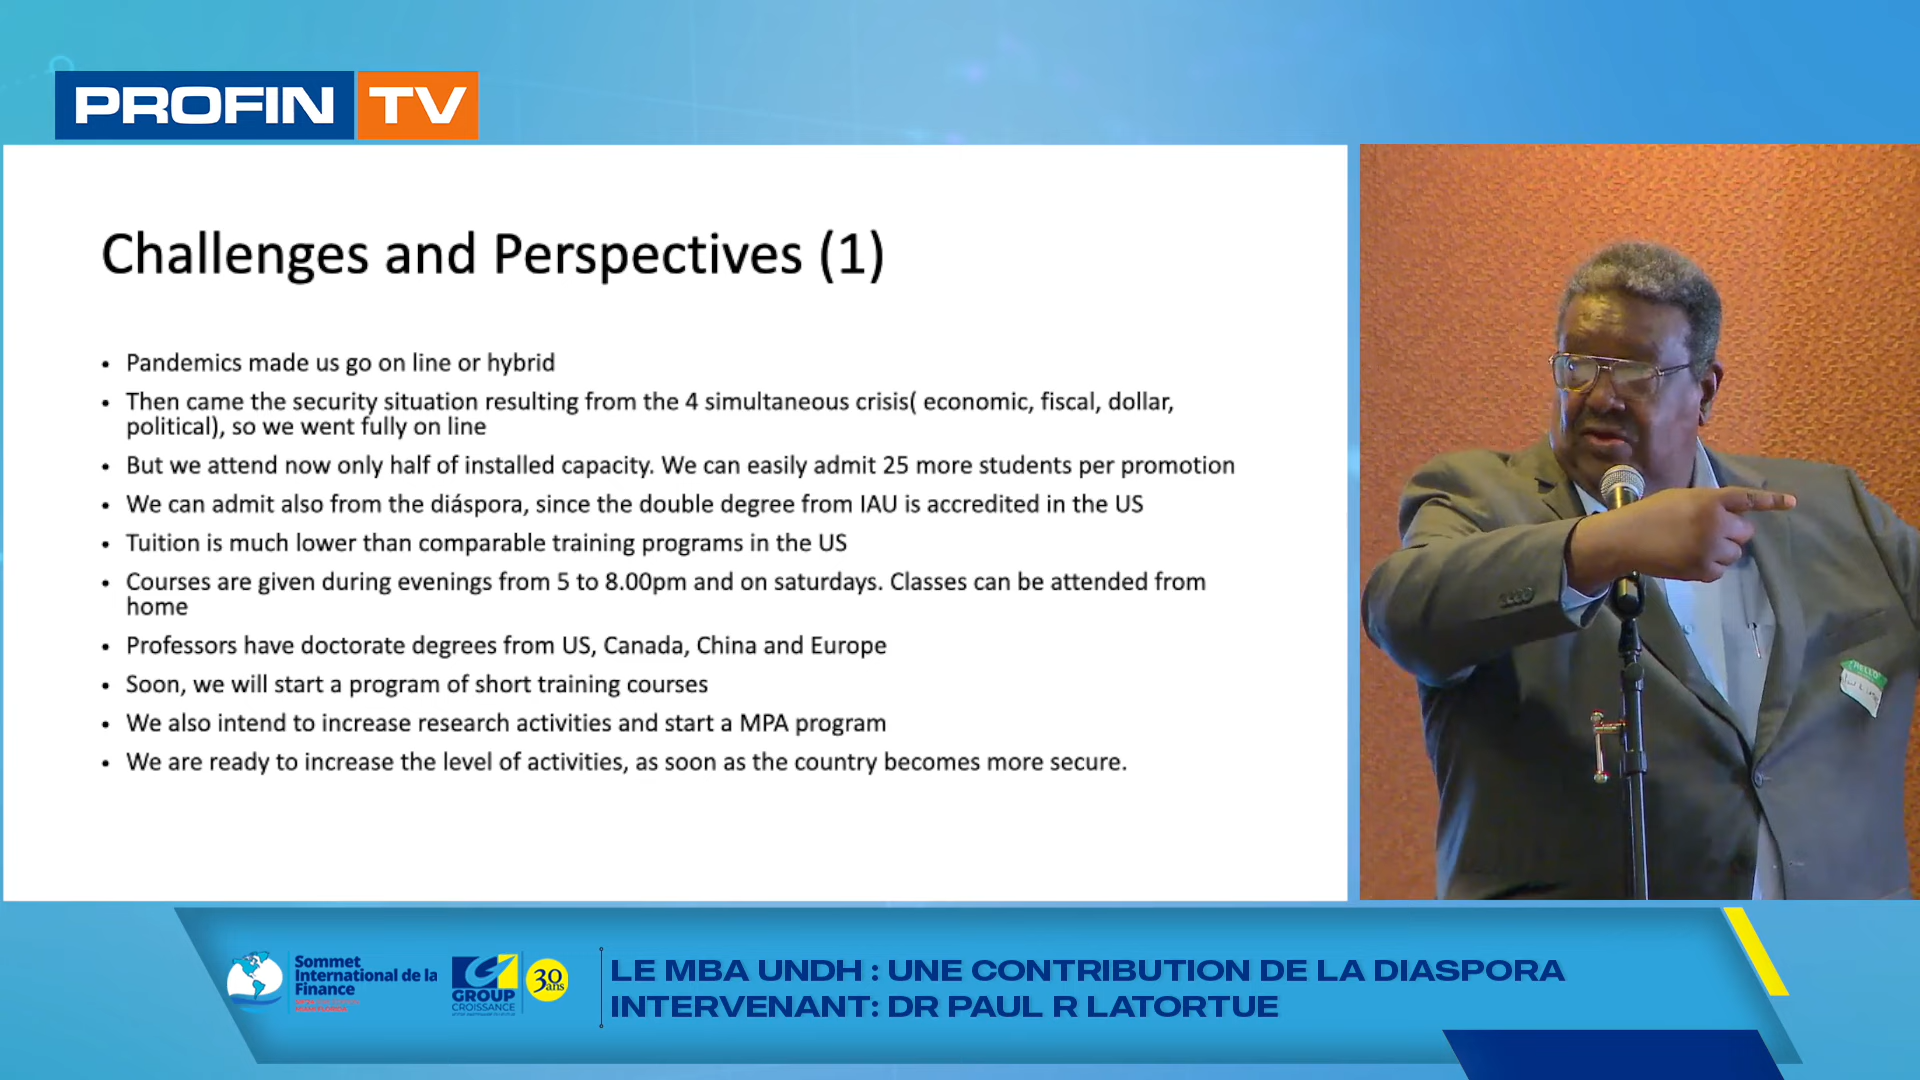 PROFIN TV
Challenges and Perspectives (1)
• Pandemics made us go on line or hybrid
• Then came the security situation resulting from the 4 simultaneous crisis( economic, fiscal, dollar,
political), so we went fully on line
• But we attend now only half of installed capacity. We can easily admit 25 more students per promotion
• We can admit also from the diáspora, since the double degree from IAU is accredited in the US
• Tuition is much lower than comparable training programs in the US
• Courses are given during evenings from 5 to 8.00pm and on saturdays. Classes can be attended from
home
• Professors have doctorate degrees from US, Canada, China and Europe
• Soon, we will start a program of short training courses
• We also intend to increase research activities and start a MPA program
• We are ready to increase the level of activities, as soon as the country becomes more secure.
HELLO
Sommet
International de la
Finance
GROUP
CROISSANCE
30
ans
LE MBA UNDH : UNE CONTRIBUTION DE LA DIASPORA
INTERVENANT: DR PAUL R LATORTUE